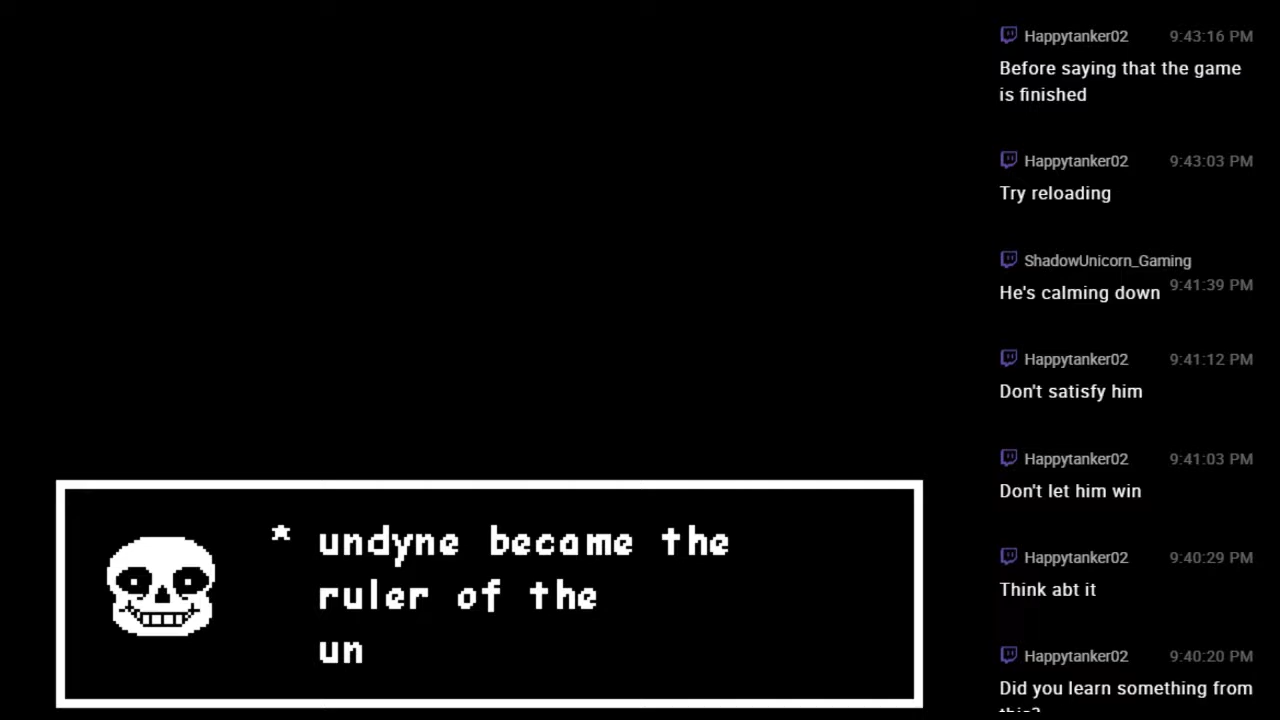 * undyne became the
ruler of the
un
Happytanker02 9:43:16 PM
Before saying that the game
is finished
Happytanker02 9:43:03 PM
Try reloading
ShadowUnicorn_Gaming
He's calming down 9:41:39 PM
Happytanker02 9:41:12 PM
Don't satisfy him
Happytanker02 9:41:03 PM
Don't let him win
Happytanker02 9:40:29 PM
Think abt it
Happytanker02 9:40:20 PM
Did you learn something from
this?